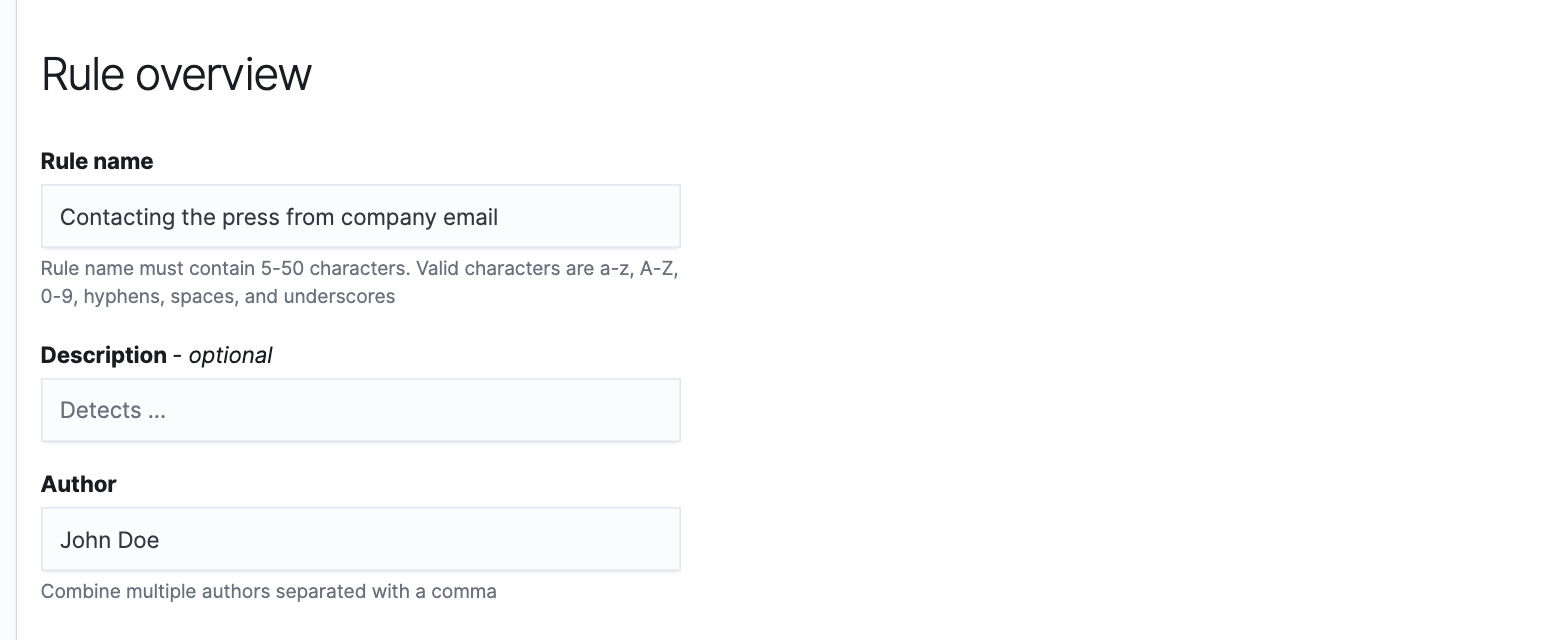 Rule overview
Rule name
Contacting the press from company email
Rule name must contain 5-50 characters. Valid characters are a-z, A-Z,
0-9, hyphens, spaces, and underscores
Description - optional
Detects ...
Author
John Doe
Combine multiple authors separated with a comma